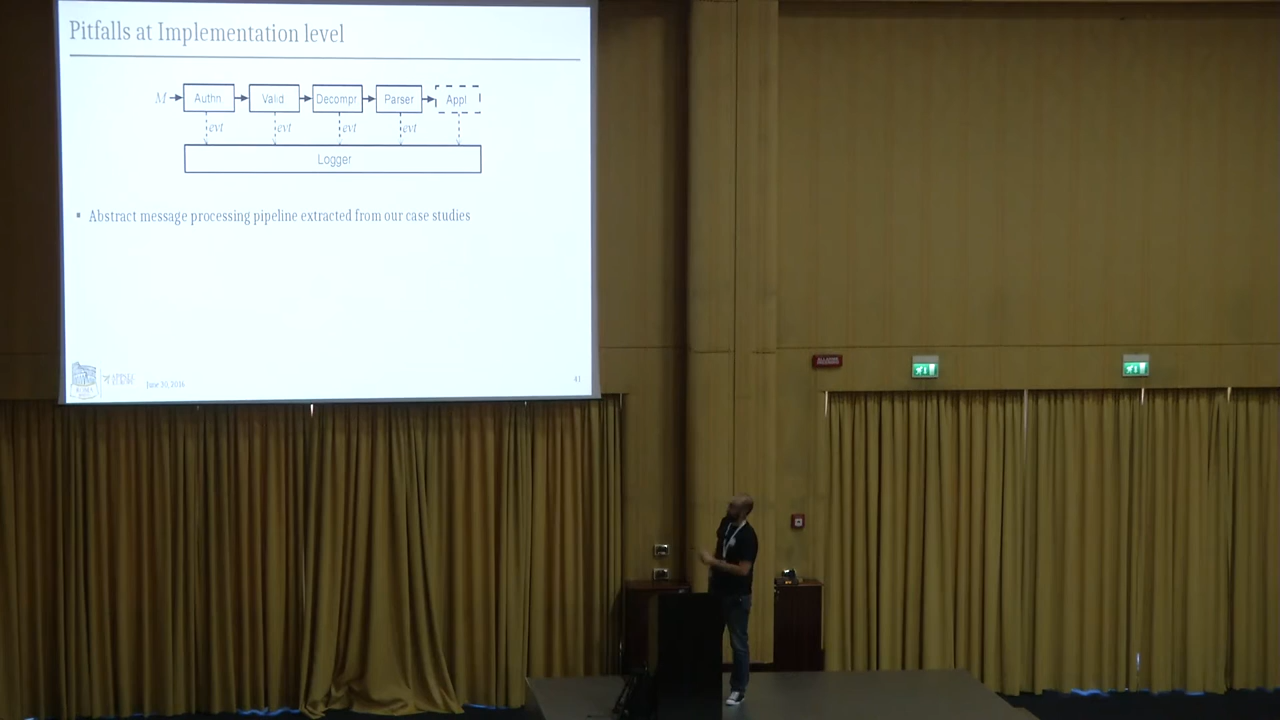 Pitfalls at Implementation level
M Authn Valid Decompr Parser Appl
evt evt evt evt
Logger
Abstract message processing pipeline extracted from our case studies
June 30, 2016
41